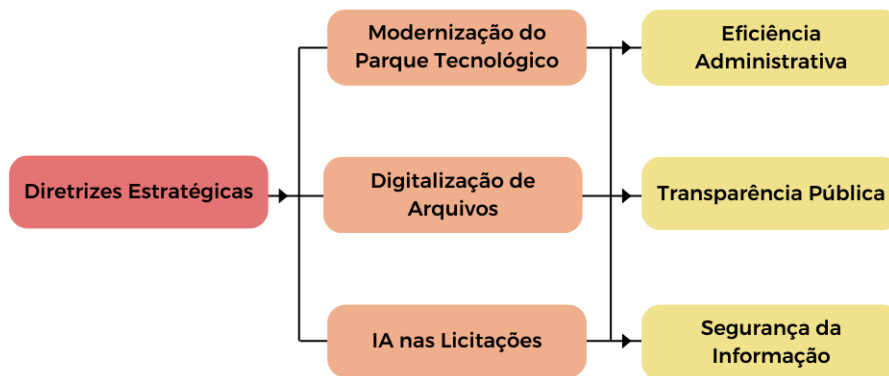 Modernização do
Parque Tecnológico
Eficiência
Administrativa
Diretrizes Estratégicas
Digitalização de
Arquivos
Transparência Pública
IA nas Licitações
Segurança da
Informação